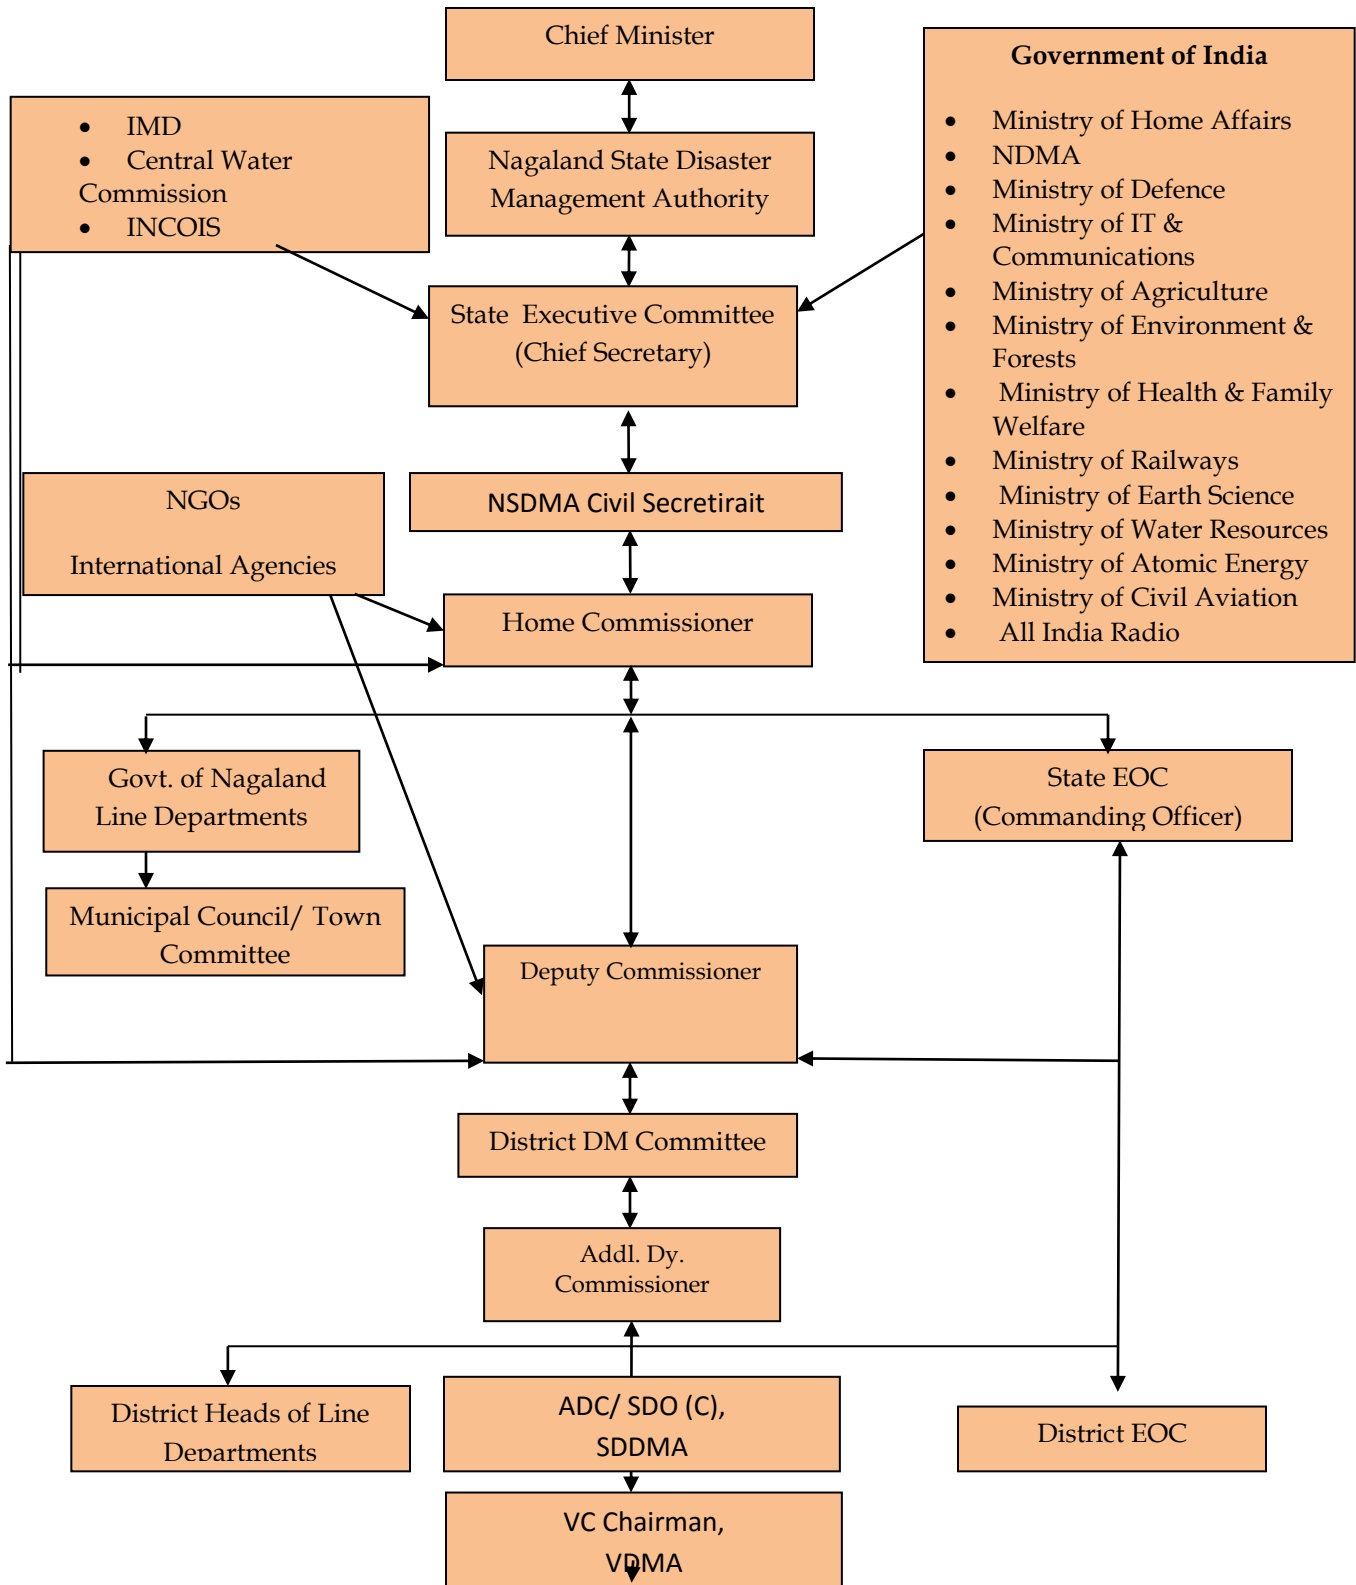 Chief Minister
Government of India
• Ministry of Home Affairs
• NDMA
• Ministry of Defence
• Ministry of IT &
Communications
• Ministry of Agriculture
• Ministry of Environment &
Forests
• Ministry of Health & Family
Welfare
• Ministry of Railways
• Ministry of Earth Science
• Ministry of Water Resources
• Ministry of Atomic Energy
• Ministry of Civil Aviation
• All India Radio
• IMD
• Central Water
Commission
• INCOIS
Nagaland State Disaster
Management Authority
State Executive Committee
(Chief Secretary)
NSDMA Civil Secretirait
NGOs
International Agencies
Home Commissioner
Govt. of Nagaland
Line Departments
State EOC
(Commanding Officer)
Municipal Council/ Town
Committee
Deputy Commissioner
District DM Committee
Addl. Dy.
Commissioner
District Heads of Line
Departments
ADC/ SDO (C),
SDDMA
District EOC
VC Chairman,
VDMA